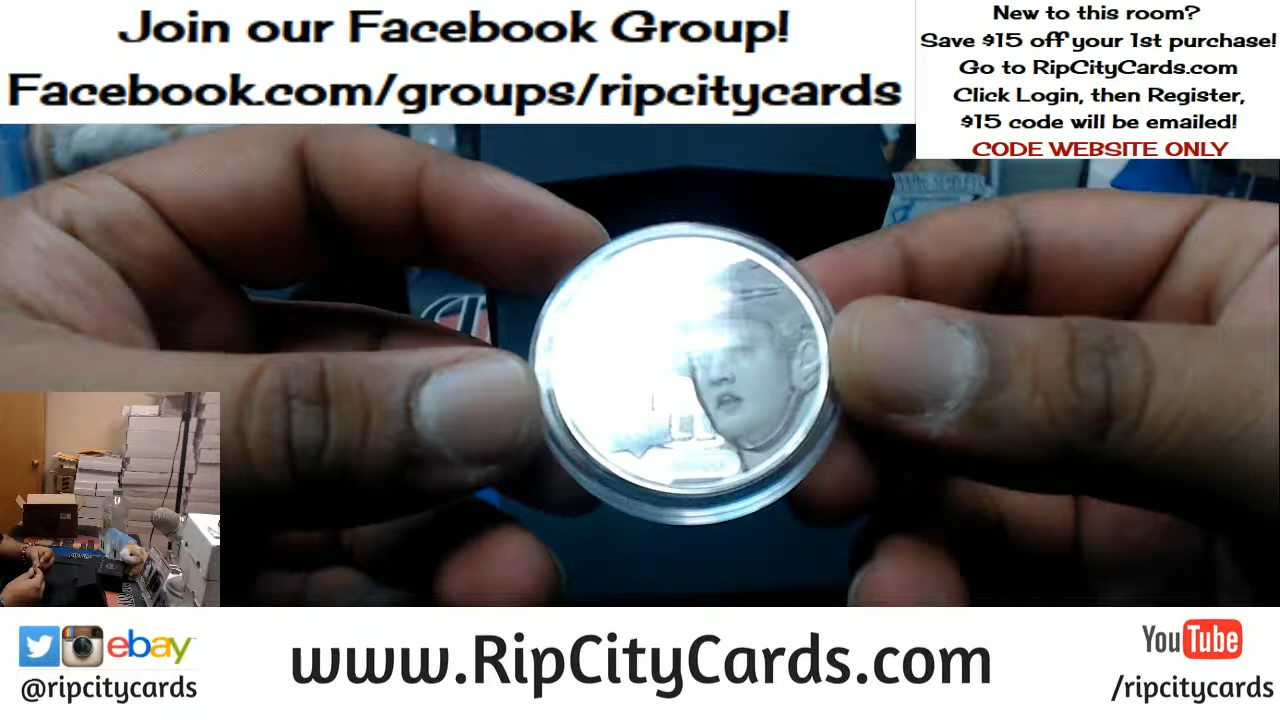 Join our Facebook Group!
Facebook.com/groups/ripcitycards
New to this room?
Save $15 off your 1st purchase!
Go to RipCityCards.com
Click Login, then Register,
$15 code will be emailed!
CODE WEBSITE ONLY
ebay
@ripcitycards
www.RipCityCards.com
YouTube
/ripcitycards